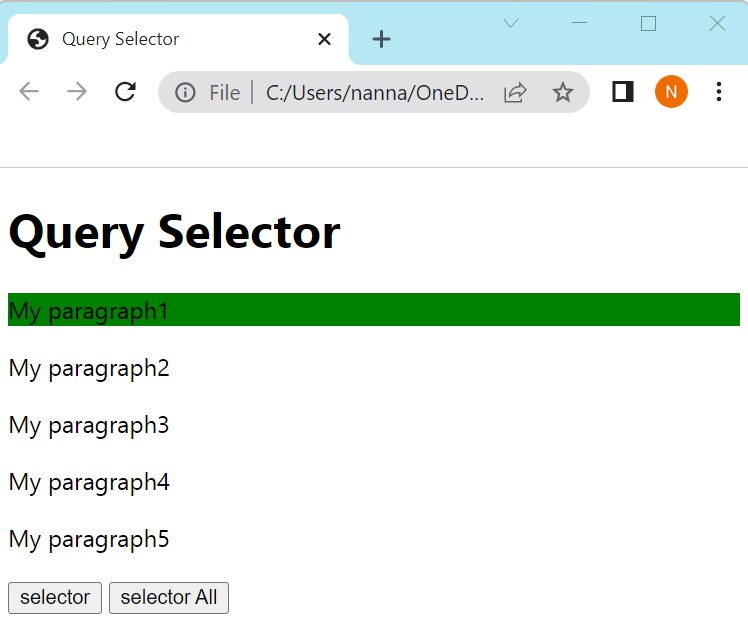 Query Selector
File | C:/Users/nanna/OneD... N
Query Selector
My paragraph1
My paragraph2
My paragraph3
My paragraph4
My paragraph5
selector selector All